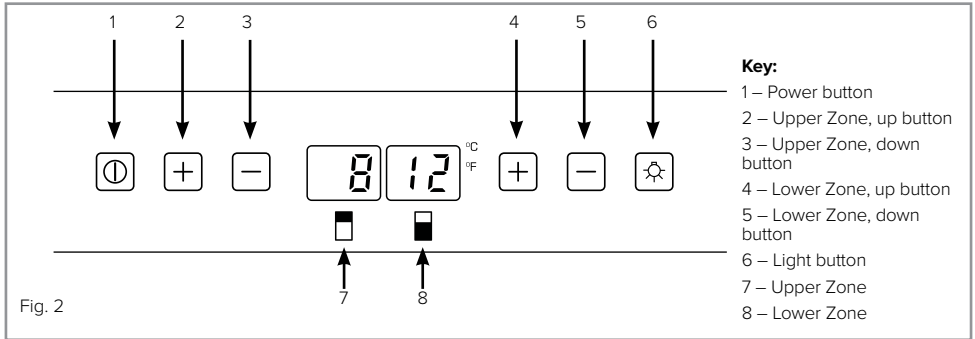 1 2 3 4 5 6
8 12 °C
°F
7 8
Fig. 2
Key:
1 – Power button
2 – Upper Zone, up button
3 – Upper Zone, down
button
4 – Lower Zone, up button
5 – Lower Zone, down
button
6 – Light button
7 – Upper Zone
8 – Lower Zone